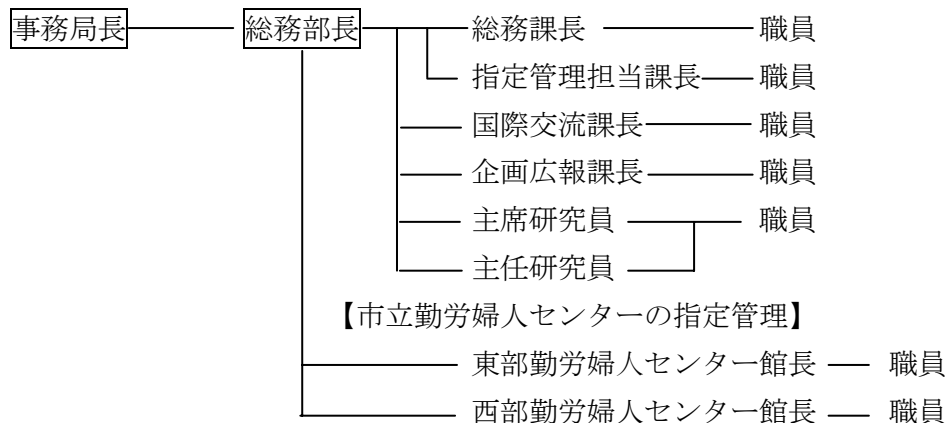 事務局長 総務部長 総務課長 職員
指定管理担当課長 職員
国際交流課長 職員
企画広報課長 職員
主席研究員 職員
主任研究員
【市立勤労婦人センターの指定管理】
東部勤労婦人センター館長 職員
西部勤労婦人センター館長 職員